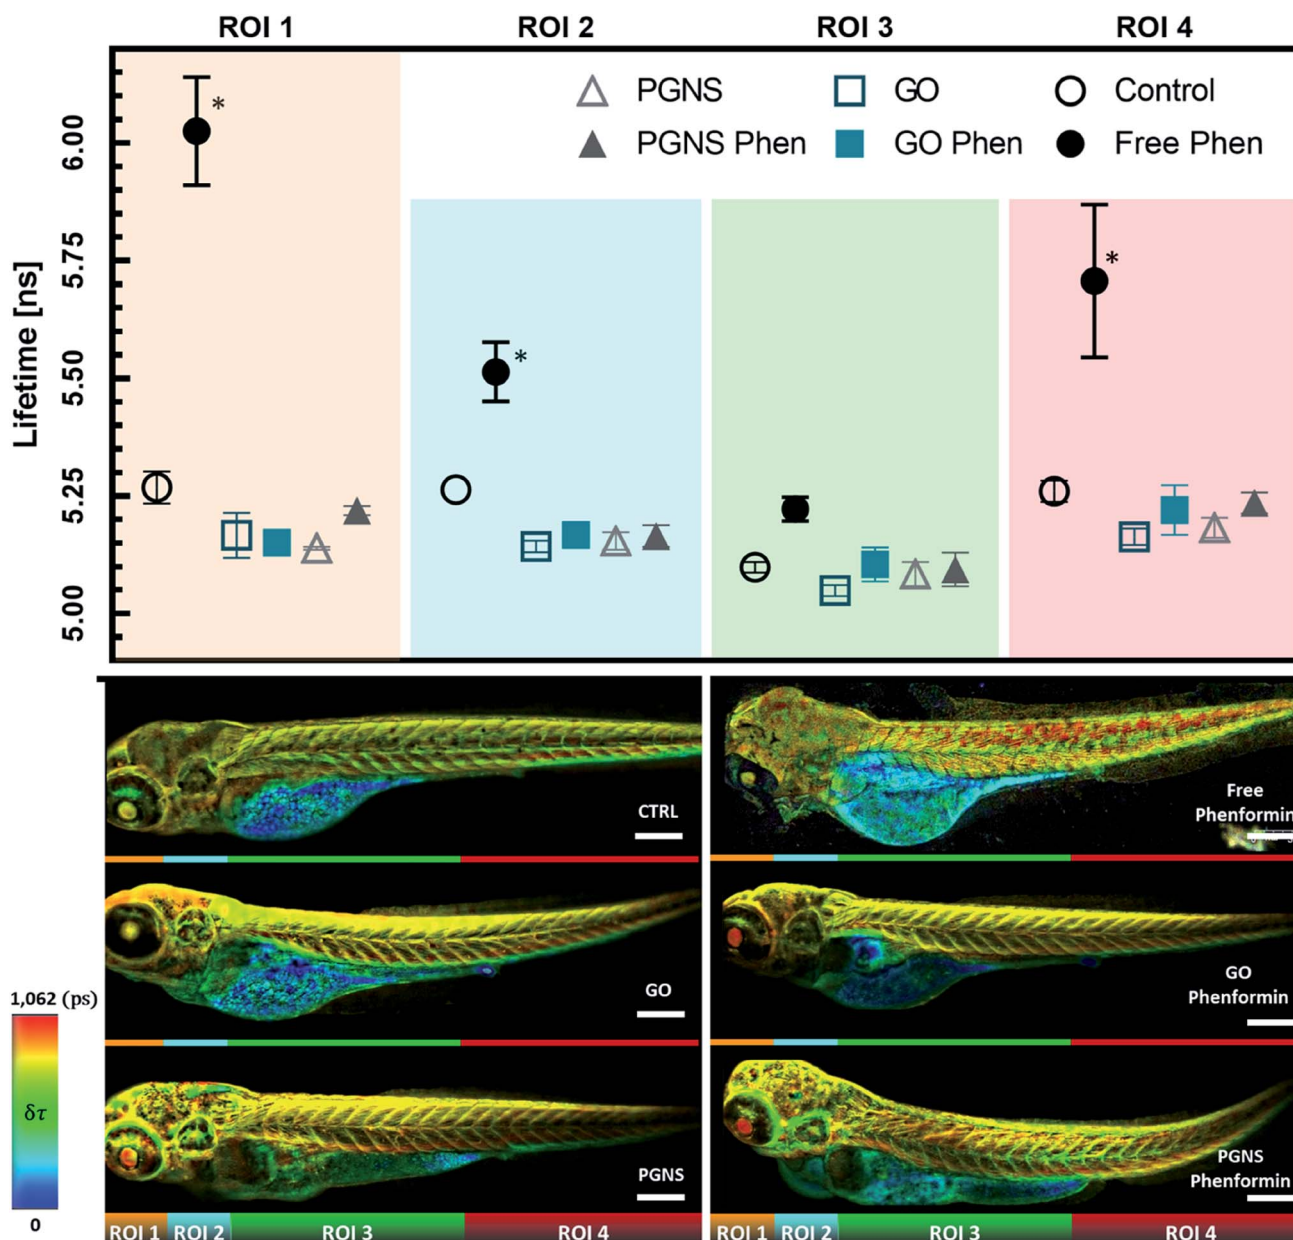 ROI 1 ROI 2 ROI 3 ROI 4
PGNS GO Control
PGNS Phen GO Phen Free Phen
Lifetime [ns]
6.00
5.75
5.50
5.25
5.00
*
*
*
CTRL
Free
Phenformin
GO
GO
Phenformin
PGNS
PGNS
Phenformin
1,062 (ps)
δτ
0
ROI 1 ROI 2 ROI 3 ROI 4
ROI 1 ROI 2 ROI 3 ROI 4